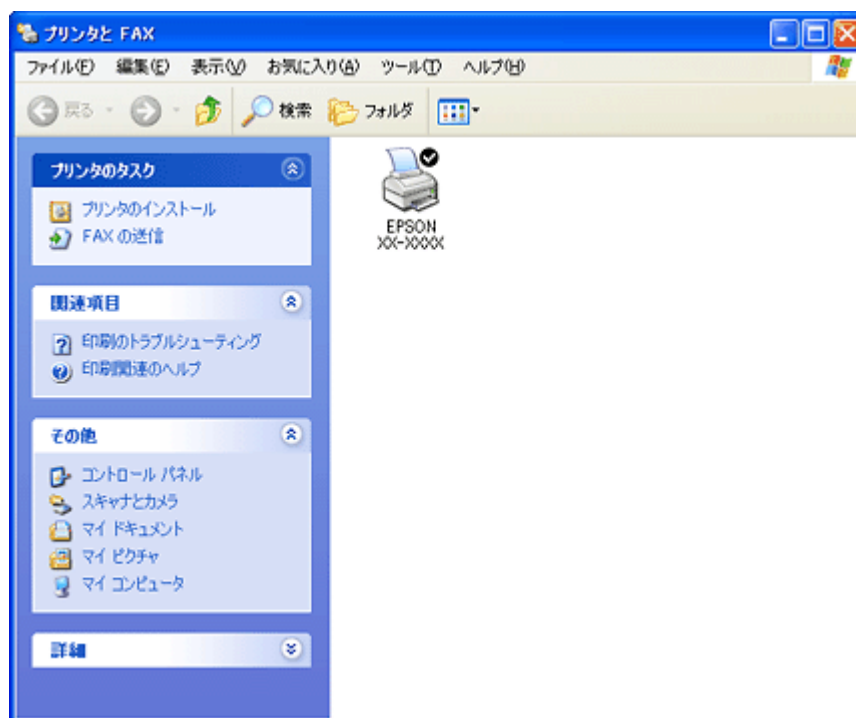 プリンタと FAX
ファイル(F) 編集(E) 表示(V) お気に入り(A) ツール(T) ヘルプ(H)
戻る 検索 フォルダ
プリンタのタスク
プリンタのインストール
FAX の送信
関連項目
印刷のトラブルシューティング
印刷関連のヘルプ
その他
コントロール パネル
スキャナとカメラ
マイ ドキュメント
マイ ピクチャ
マイ コンピュータ
詳細
EPSON
XX-XXXX